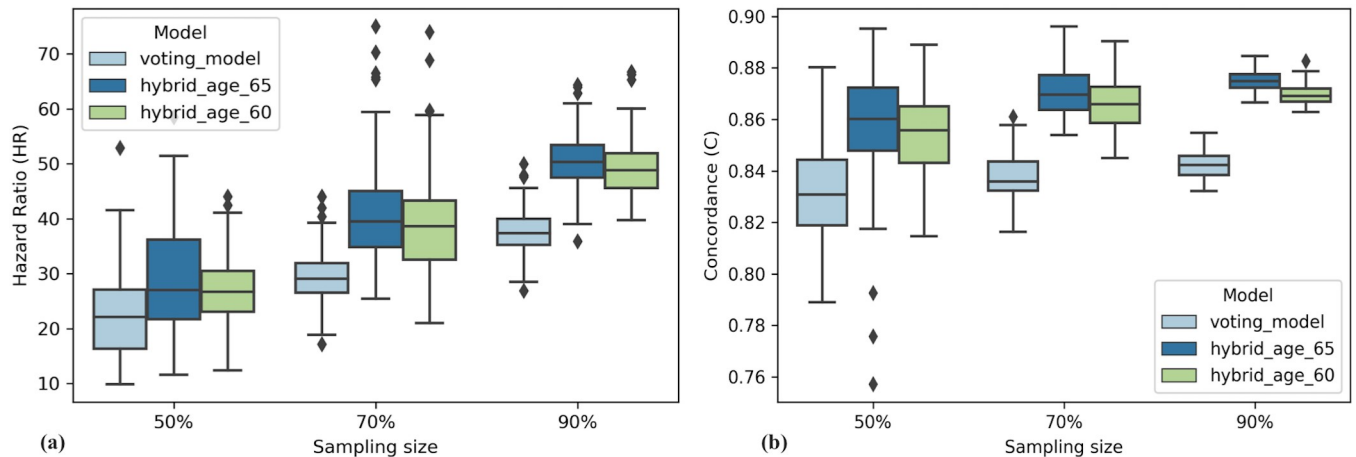 Hazard Ratio (HR)
70
60
50
40
30
20
10
Model
voting_model
hybrid_age_65
hybrid_age_60
50%
70%
90%
(a)
Sampling size
Concordance (C)
0.90
0.88
0.86
0.84
0.82
0.80
0.78
0.76
Model
voting_model
hybrid_age_65
hybrid_age_60
50%
70%
90%
(b)
Sampling size